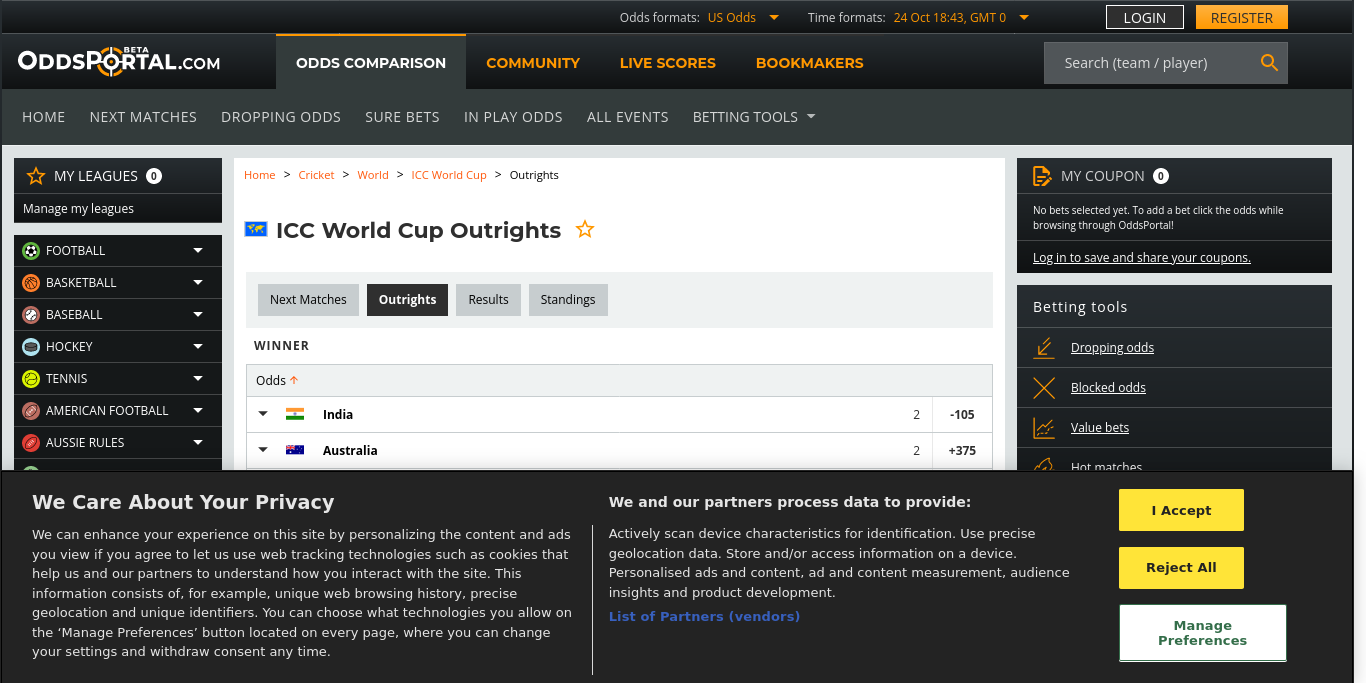 Odds formats: US Odds
Time formats: 24 Oct 18:43, GMT 0
LOGIN
REGISTER
ODDSPORTAL.COM
BETA
ODDS COMPARISON
COMMUNITY
LIVE SCORES
BOOKMAKERS
Search (team / player)
HOME
NEXT MATCHES
DROPPING ODDS
SURE BETS
IN PLAY ODDS
ALL EVENTS
BETTING TOOLS
MY LEAGUES 0
Manage my leagues
FOOTBALL
BASKETBALL
BASEBALL
HOCKEY
TENNIS
AMERICAN FOOTBALL
AUSSIE RULES
Home > Cricket > World > ICC World Cup > Outrights
ICC World Cup Outrights
Next Matches
Outrights
Results
Standings
WINNER
Odds
India 2 -105
Australia 2 +375
MY COUPON 0
No bets selected yet. To add a bet click the odds while
browsing through OddsPortal!
Log in to save and share your coupons.
Betting tools
Dropping odds
Blocked odds
Value bets
Hot matches
We Care About Your Privacy
We can enhance your experience on this site by personalizing the content and ads
you view if you agree to let us use web tracking technologies such as cookies that
help us and our partners to understand how you interact with the site. This
information consists of, for example, unique web browsing history, precise
geolocation and unique identifiers. You can choose what technologies you allow on
the ‘Manage Preferences’ button located on every page, where you can change
your settings and withdraw consent any time.
We and our partners process data to provide:
Actively scan device characteristics for identification. Use precise
geolocation data. Store and/or access information on a device.
Personalised ads and content, ad and content measurement, audience
insights and product development.
List of Partners (vendors)
I Accept
Reject All
Manage
Preferences